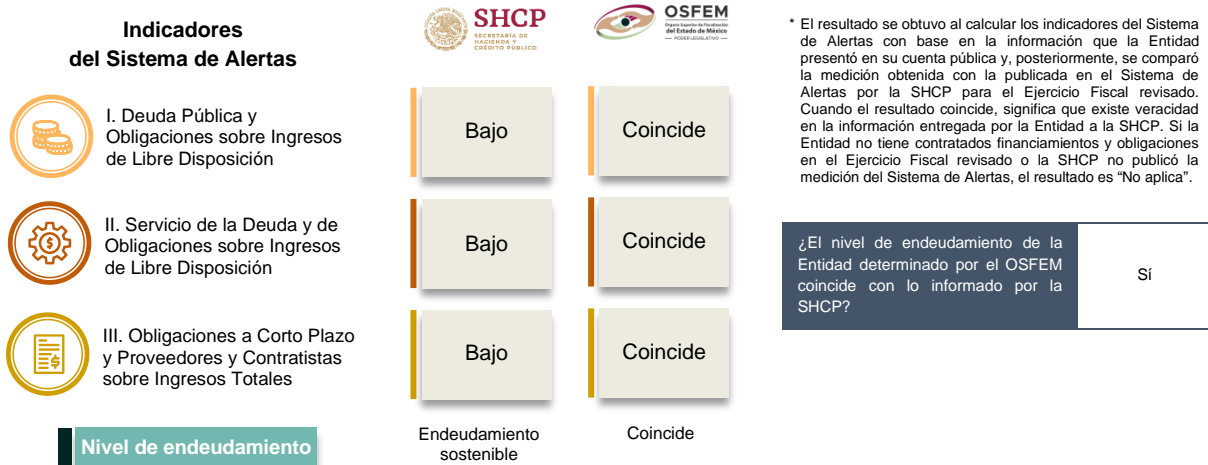 Indicadores
del Sistema de Alertas
SHCP
SECRETARÍA DE
HACIENDA Y
CRÉDITO PÚBLICO
OSFEM
Órgano Superior de Fiscalización
del Estado de México
PODER LEGISLATIVO
I. Deuda Pública y
Obligaciones sobre Ingresos
de Libre Disposición
Bajo
Coincide
II. Servicio de la Deuda y de
Obligaciones sobre Ingresos
de Libre Disposición
Bajo
Coincide
III. Obligaciones a Corto Plazo
y Proveedores y Contratistas
sobre Ingresos Totales
Bajo
Coincide
Nivel de endeudamiento
Endeudamiento
sostenible
Coincide
* El resultado se obtuvo al calcular los indicadores del Sistema
de Alertas con base en la información que la Entidad
presentó en su cuenta pública y, posteriormente, se comparó
la medición obtenida con la publicada en el Sistema de
Alertas por la SHCP para el Ejercicio Fiscal revisado.
Cuando el resultado coincide, significa que existe veracidad
en la información entregada por la Entidad a la SHCP. Si la
Entidad no tiene contratados financiamientos y obligaciones
en el Ejercicio Fiscal revisado o la SHCP no publicó la
medición del Sistema de Alertas, el resultado es “No aplica”.
¿El nivel de endeudamiento de la
Entidad determinado por el OSFEM
coincide con lo informado por la
SHCP?
Sí